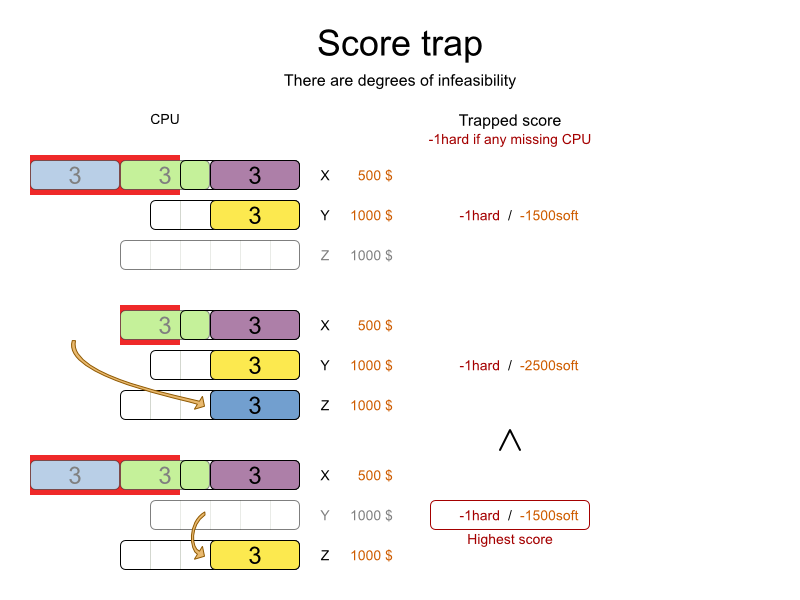 Score trap
There are degrees of infeasibility
CPU
Trapped score
-1hard if any missing CPU
3 3 3 X 500 $
3 Y 1000 $ -1hard / -1500soft
Z 1000 $
3 3 X 500 $
3 Y 1000 $ -1hard / -2500soft
3 Z 1000 $
<
3 3 3 X 500 $
Y 1000 $ -1hard / -1500soft
Highest score
3 Z 1000 $